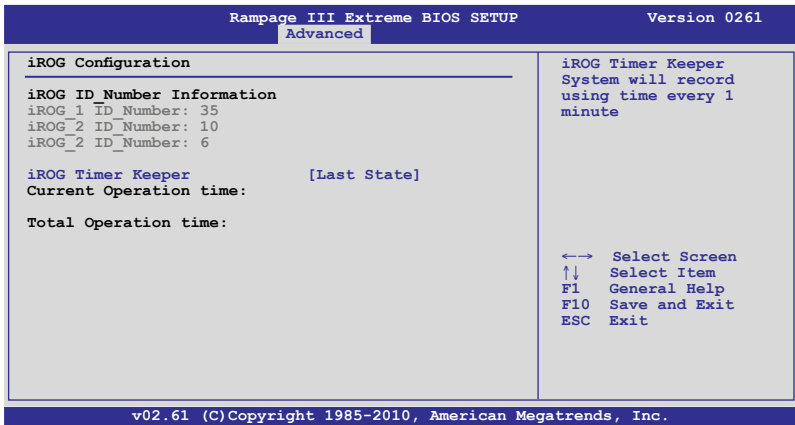 Rampage III Extreme BIOS SETUP Version 0261
Advanced
iROG Configuration
iROG ID_Number Information
iROG_1 ID_Number: 35
iROG_2 ID_Number: 10
iROG_2 ID_Number: 6
iROG Timer Keeper [Last State]
Current Operation time:
Total Operation time:
iROG Timer Keeper
System will record
using time every 1
minute
←→ Select Screen
↑↓ Select Item
F1 General Help
F10 Save and Exit
ESC Exit
v02.61 (C)Copyright 1985-2010, American Megatrends, Inc.